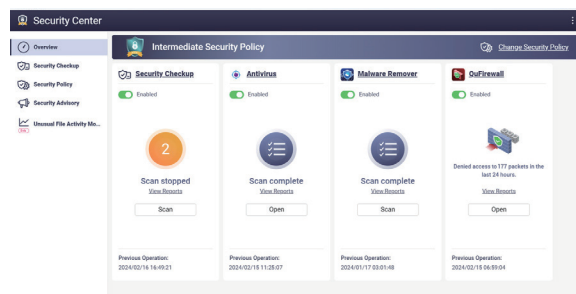 Security Center
Overview
Security Checkup
Security Policy
Security Advisory
Unusual File Activity Mo...
Intermediate Security Policy
Change Security Policy
Security Checkup
Enabled
2
Scan stopped
View Reports
Scan
Previous Operation:
2024/02/16 16:49:21
Antivirus
Enabled
Scan complete
View Reports
Open
Previous Operation:
2024/02/15 11:25:07
Malware Remover
Enabled
Scan complete
View Reports
Scan
Previous Operation:
2024/01/17 03:01:48
QuFirewall
Enabled
Denied access to 177 packets in the
last 24 hours.
View Reports
Open
Previous Operation:
2024/02/15 06:59:04